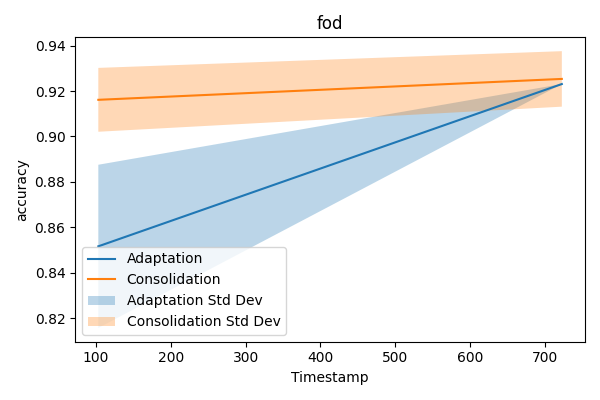 fod
0.94
0.92
0.90
0.88
0.86
0.84
0.82
accuracy
Adaptation
Consolidation
Adaptation Std Dev
Consolidation Std Dev
100 200 300 400 500 600 700
Timestamp